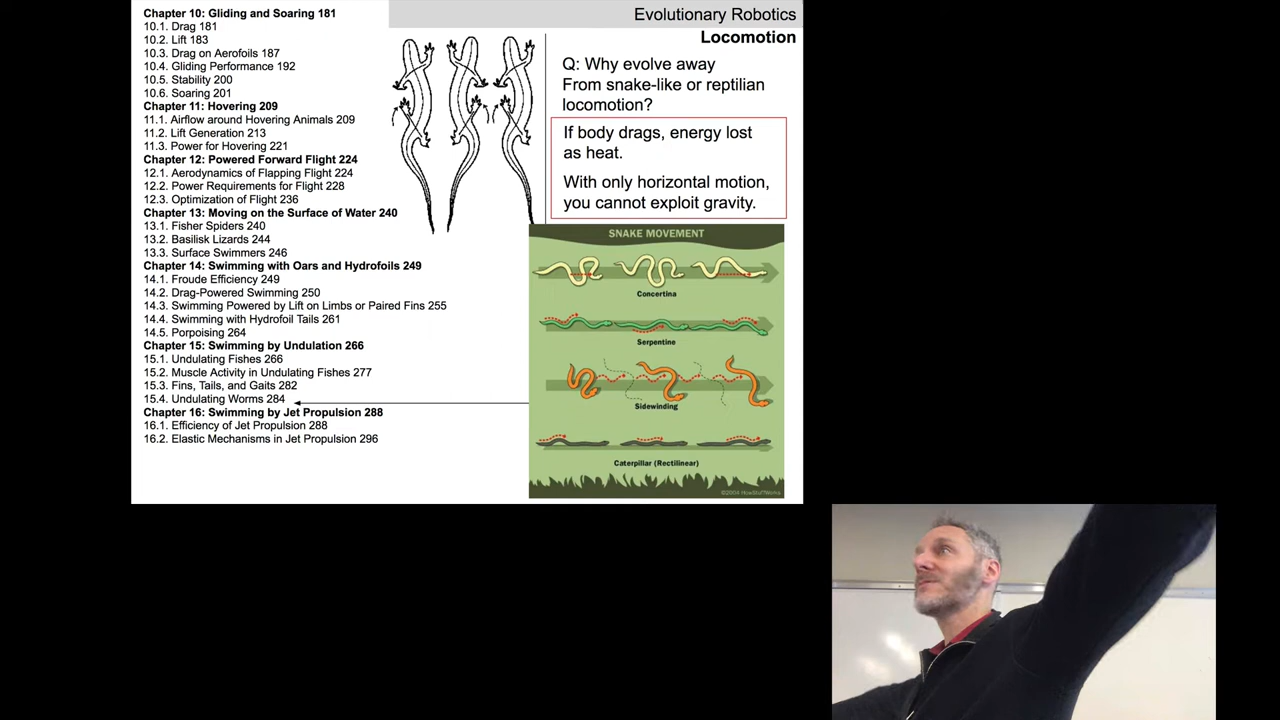 Chapter 10: Gliding and Soaring 181
10.1. Drag 181
10.2. Lift 183
10.3. Drag on Aerofoils 187
10.4. Gliding Performance 192
10.5. Stability 200
10.6. Soaring 201
Chapter 11: Hovering 209
11.1. Airflow around Hovering Animals 209
11.2. Lift Generation 213
11.3. Power for Hovering 221
Chapter 12: Powered Forward Flight 224
12.1. Aerodynamics of Flapping Flight 224
12.2. Power Requirements for Flight 228
12.3. Optimization of Flight 236
Chapter 13: Moving on the Surface of Water 240
13.1. Fisher Spiders 240
13.2. Basilisk Lizards 244
13.3. Surface Swimmers 246
Chapter 14: Swimming with Oars and Hydrofoils 249
14.1. Froude Efficiency 249
14.2. Drag-Powered Swimming 250
14.3. Swimming Powered by Lift on Limbs or Paired Fins 255
14.4. Swimming with Hydrofoil Tails 261
14.5. Porpoising 264
Chapter 15: Swimming by Undulation 266
15.1. Undulating Fishes 266
15.2. Muscle Activity in Undulating Fishes 277
15.3. Fins, Tails, and Gaits 282
15.4. Undulating Worms 284
Chapter 16: Swimming by Jet Propulsion 288
16.1. Efficiency of Jet Propulsion 288
16.2. Elastic Mechanisms in Jet Propulsion 296
Evolutionary Robotics
Locomotion
Q: Why evolve away
From snake-like or reptilian
locomotion?
If body drags, energy lost
as heat.
With only horizontal motion,
you cannot exploit gravity.
SNAKE MOVEMENT
Concertina
Serpentine
Sidewinding
Caterpillar (Rectilinear)
©2004 HowStuffWorks